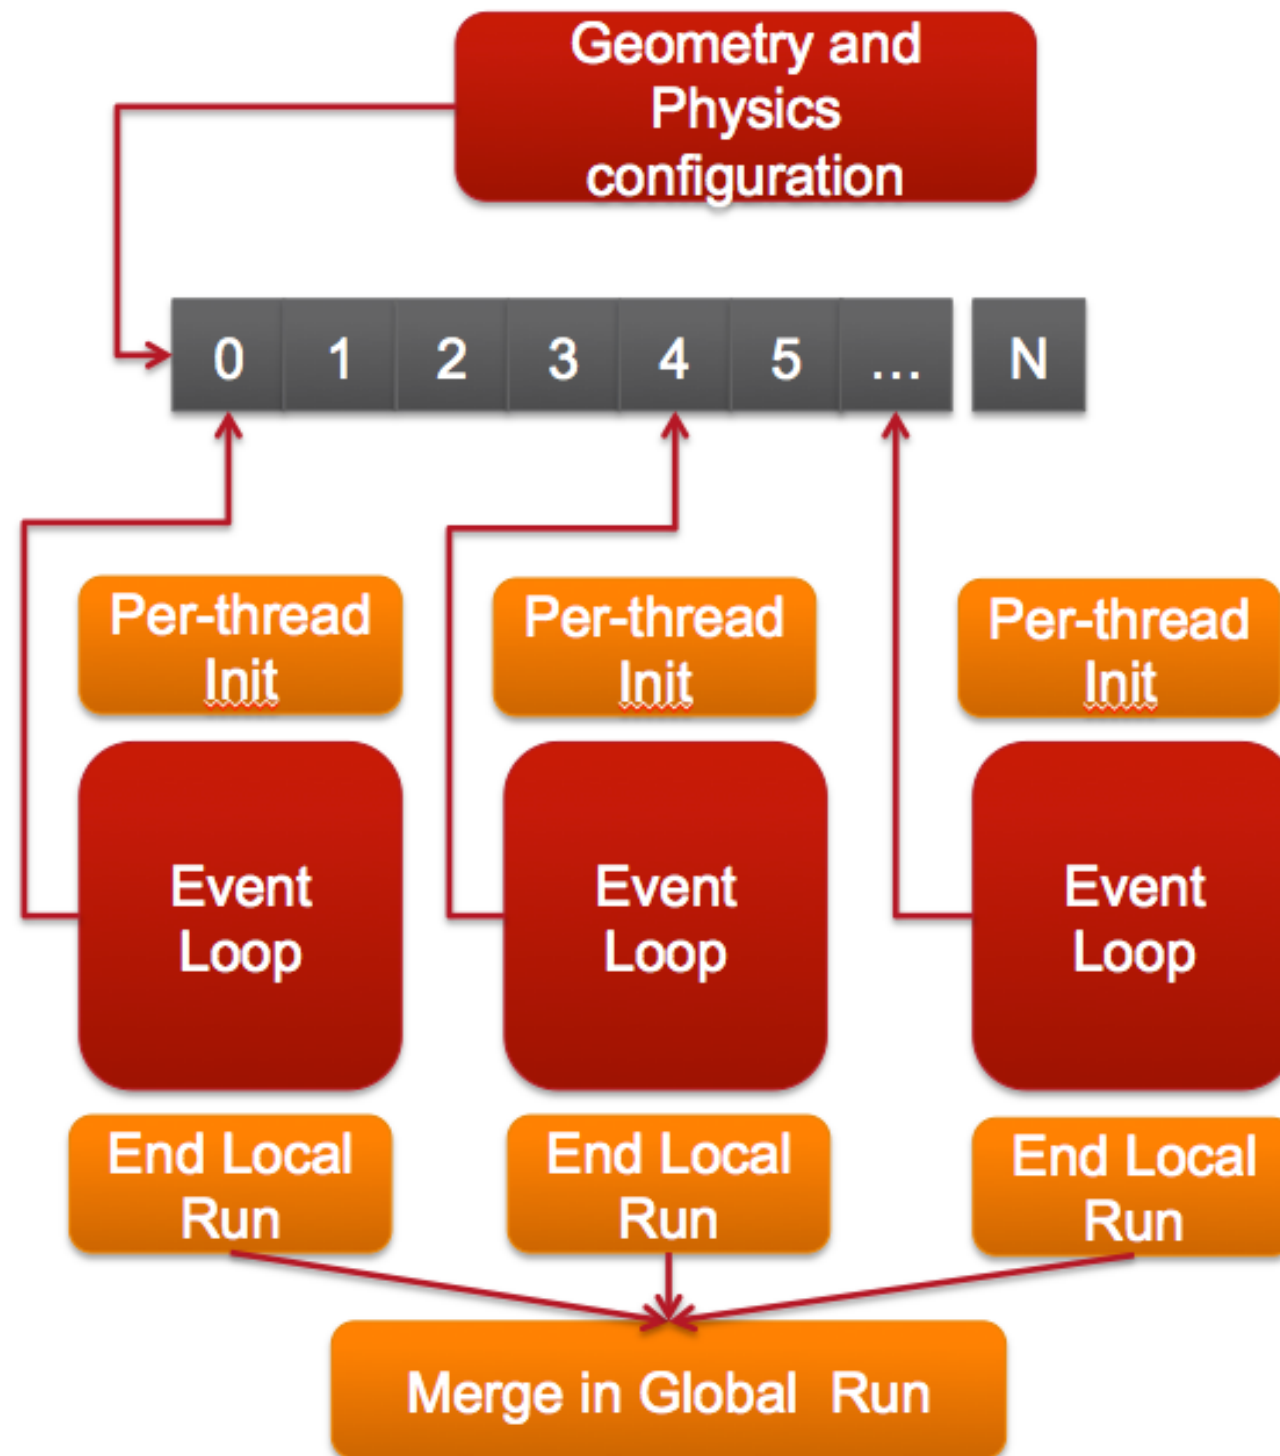 Geometry and
Physics
configuration
0 1 2 3 4 5 ... N
Per-thread
Init
Per-thread
Init
Per-thread
Init
Event
Loop
Event
Loop
Event
Loop
End Local
Run
End Local
Run
End Local
Run
Merge in Global Run